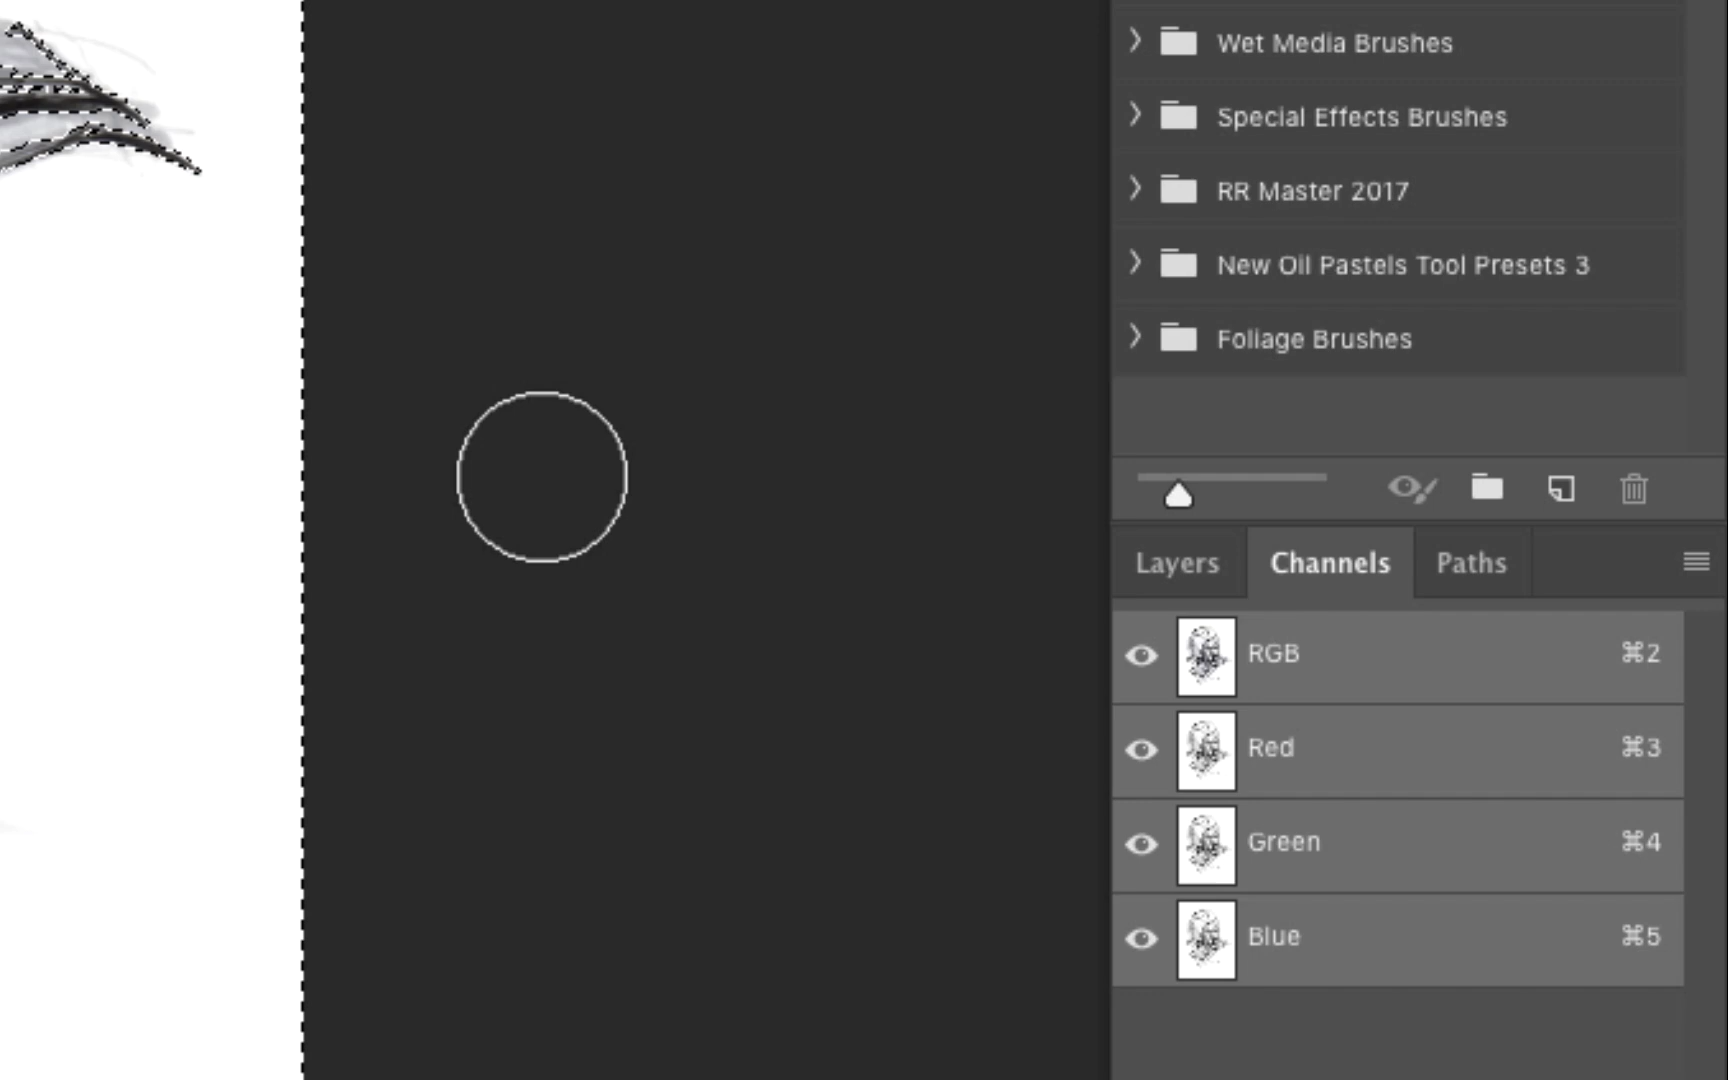 Wet Media Brushes
Special Effects Brushes
RR Master 2017
New Oil Pastels Tool Presets 3
Foliage Brushes
Layers Channels Paths
RGB ⌘2
Red ⌘3
Green ⌘4
Blue ⌘5